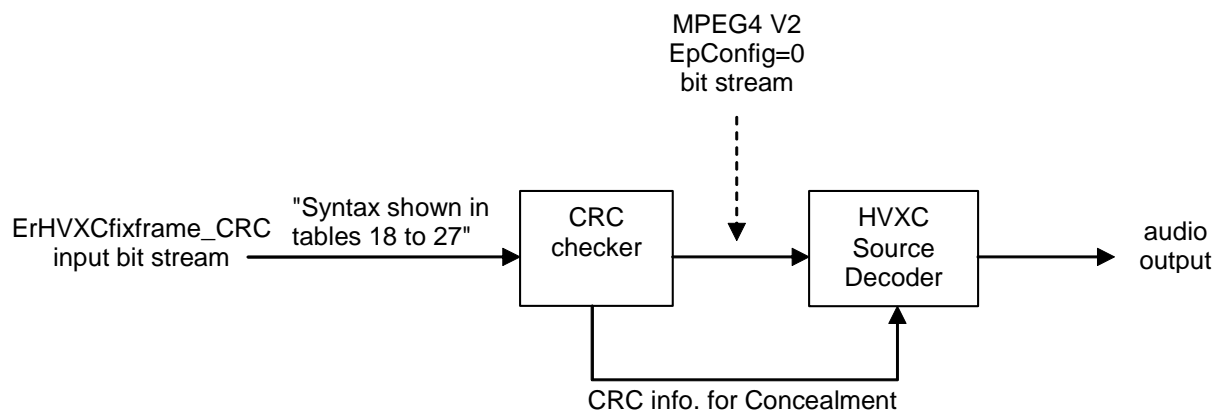 MPEG4 V2
EpConfig=0
bit stream
"Syntax shown in
tables 18 to 27"
ErHVXCfixframe_CRC
input bit stream
CRC
checker
HVXC
Source
Decoder
audio
output
CRC info. for Concealment